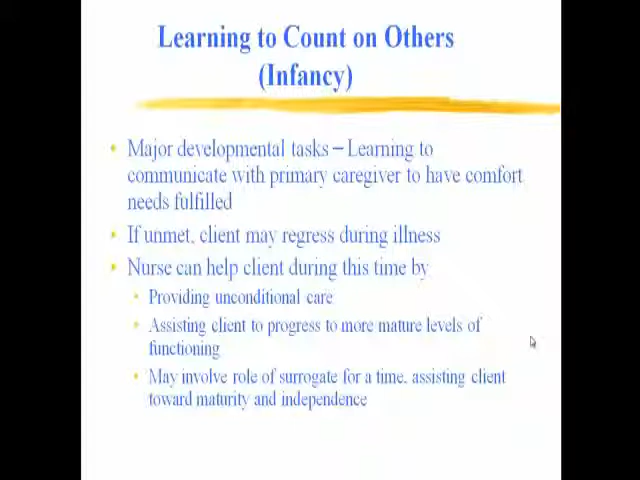 Learning to Count on Others
(Infancy)
• Major developmental tasks – Learning to
communicate with primary caregiver to have comfort
needs fulfilled
• If unmet, client may regress during illness
• Nurse can help client during this time by
• Providing unconditional care
• Assisting client to progress to more mature levels of
functioning
• May involve role of surrogate for a time, assisting client
toward maturity and independence